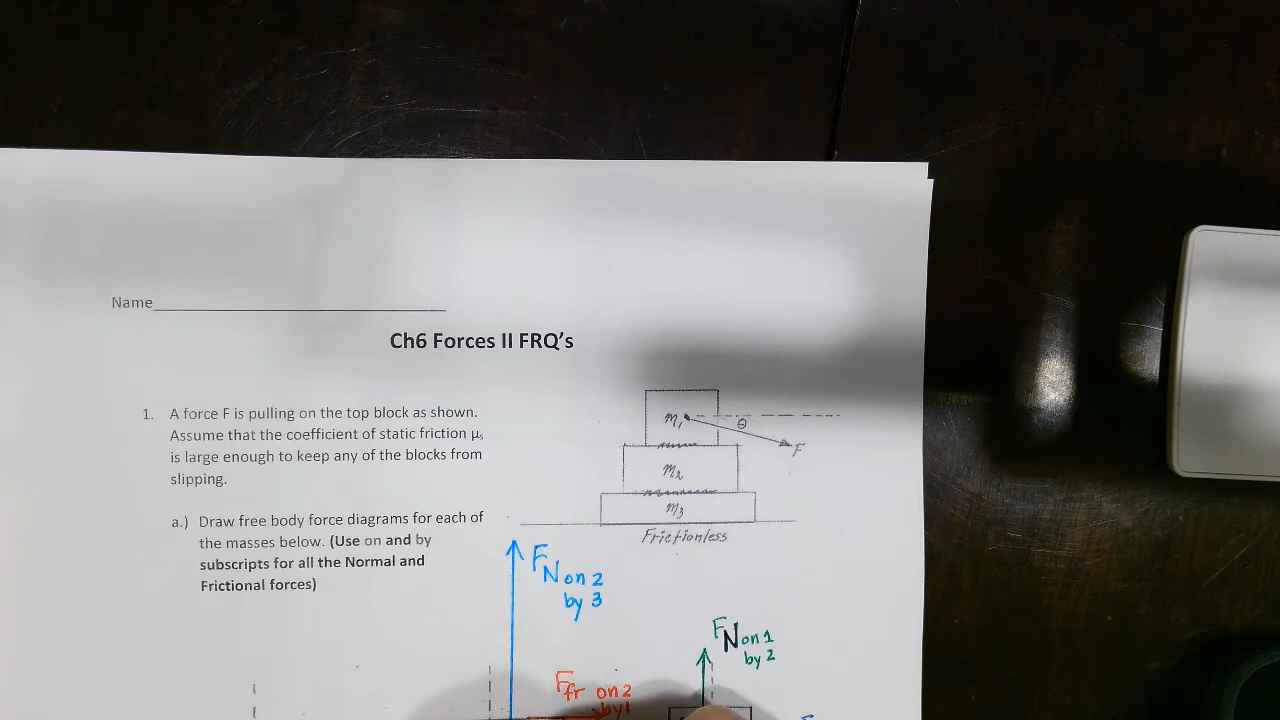 Name
Ch6 Forces II FRQ's
1. A force F is pulling on the top block as shown.
Assume that the coefficient of static friction μs
is large enough to keep any of the blocks from
slipping.
a.) Draw free body force diagrams for each of
the masses below. (Use on and by
subscripts for all the Normal and
Frictional forces)
m1
θ
F
m2
m3
Frictionless
FN on 2
by 3
FN on 1
by 2
Ffr on 2
by 1